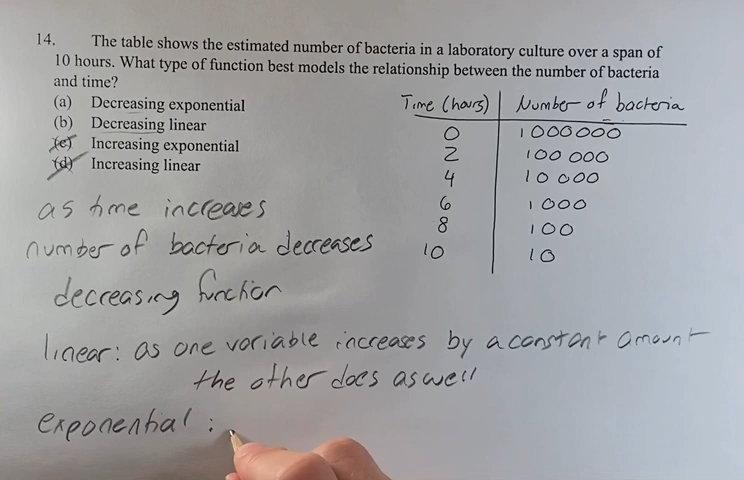 14. The table shows the estimated number of bacteria in a laboratory culture over a span of
10 hours. What type of function best models the relationship between the number of bacteria
and time?
(a) Decreasing exponential
(b) Decreasing linear
(c) Increasing exponential
(d) Increasing linear
Time (hours) Number of bacteria
0 1000000
2 100 000
4 10 000
6 1000
8 100
10 10
as time increases
number of bacteria decreases
decreasing function
linear: as one variable increases by a constant amount
the other does as well
exponential :